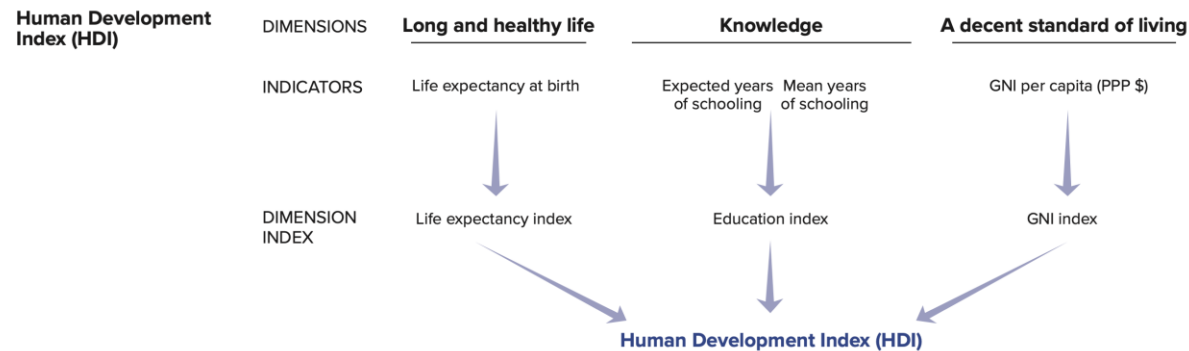 Human Development
Index (HDI)
DIMENSIONS
Long and healthy life
Knowledge
A decent standard of living
INDICATORS
Life expectancy at birth
Expected years
of schooling
Mean years
of schooling
GNI per capita (PPP $)
DIMENSION
INDEX
Life expectancy index
Education index
GNI index
Human Development Index (HDI)